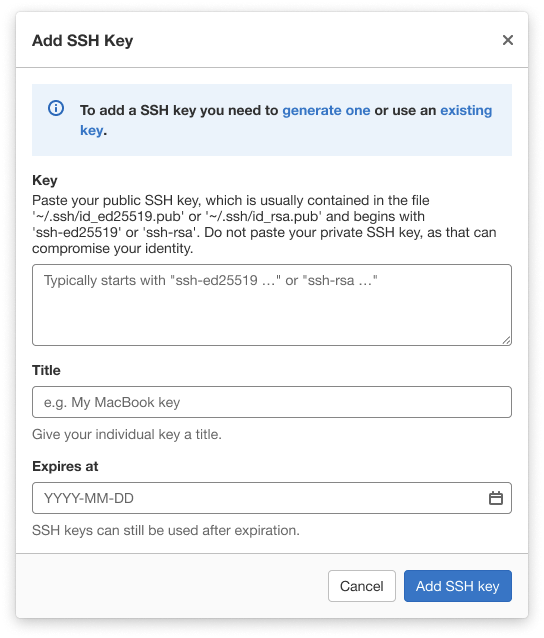 Add SSH Key
To add a SSH key you need to generate one or use an existing
key.
Key
Paste your public SSH key, which is usually contained in the file
'~/.ssh/id_ed25519.pub' or '~/.ssh/id_rsa.pub' and begins with
'ssh-ed25519' or 'ssh-rsa'. Do not paste your private SSH key, as that can
compromise your identity.
Typically starts with "ssh-ed25519 …" or "ssh-rsa …"
Title
e.g. My MacBook key
Give your individual key a title.
Expires at
YYYY-MM-DD
SSH keys can still be used after expiration.
Cancel Add SSH key